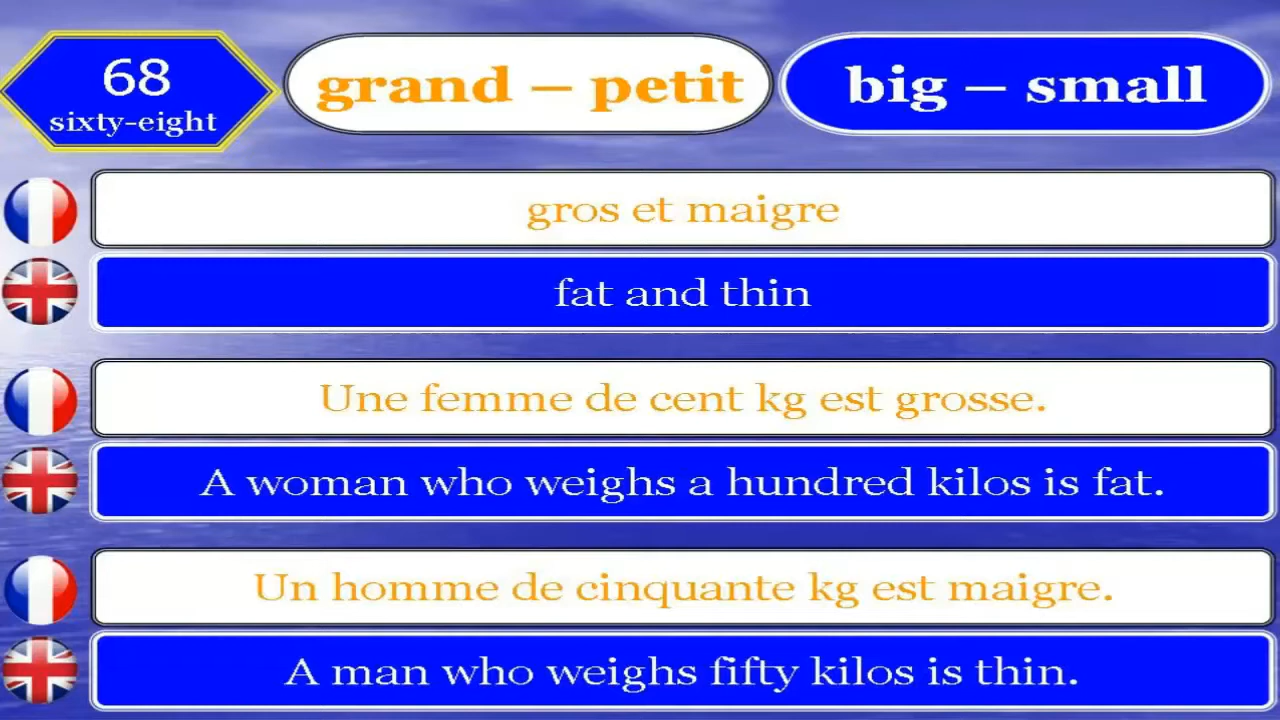 68
sixty-eight
grand – petit
big – small
gros et maigre
fat and thin
Une femme de cent kg est grosse.
A woman who weighs a hundred kilos is fat.
Un homme de cinquante kg est maigre.
A man who weighs fifty kilos is thin.